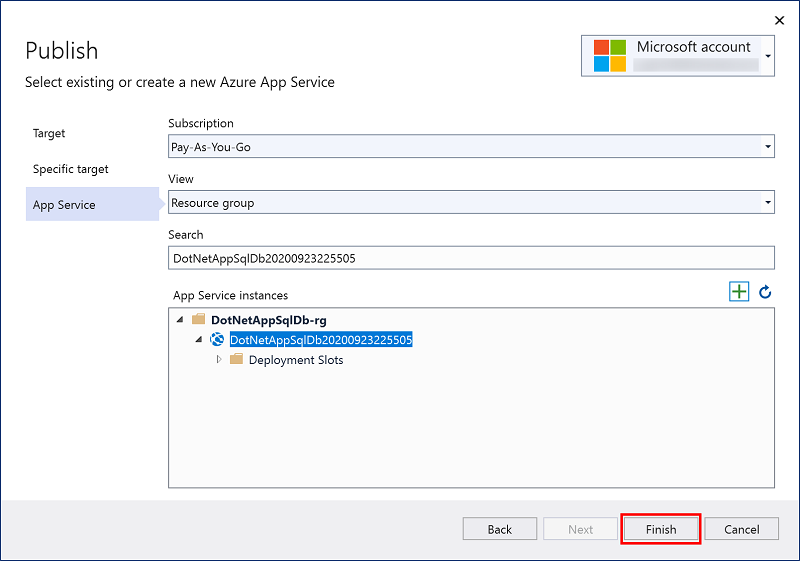 Publish
Select existing or create a new Azure App Service
Microsoft account
Target
Specific target
App Service
Subscription
Pay-As-You-Go
View
Resource group
Search
DotNetAppSqlDb20200923225505
App Service instances
DotNetAppSqlDb-rg
DotNetAppSqlDb20200923225505
Deployment Slots
Back
Next
Finish
Cancel